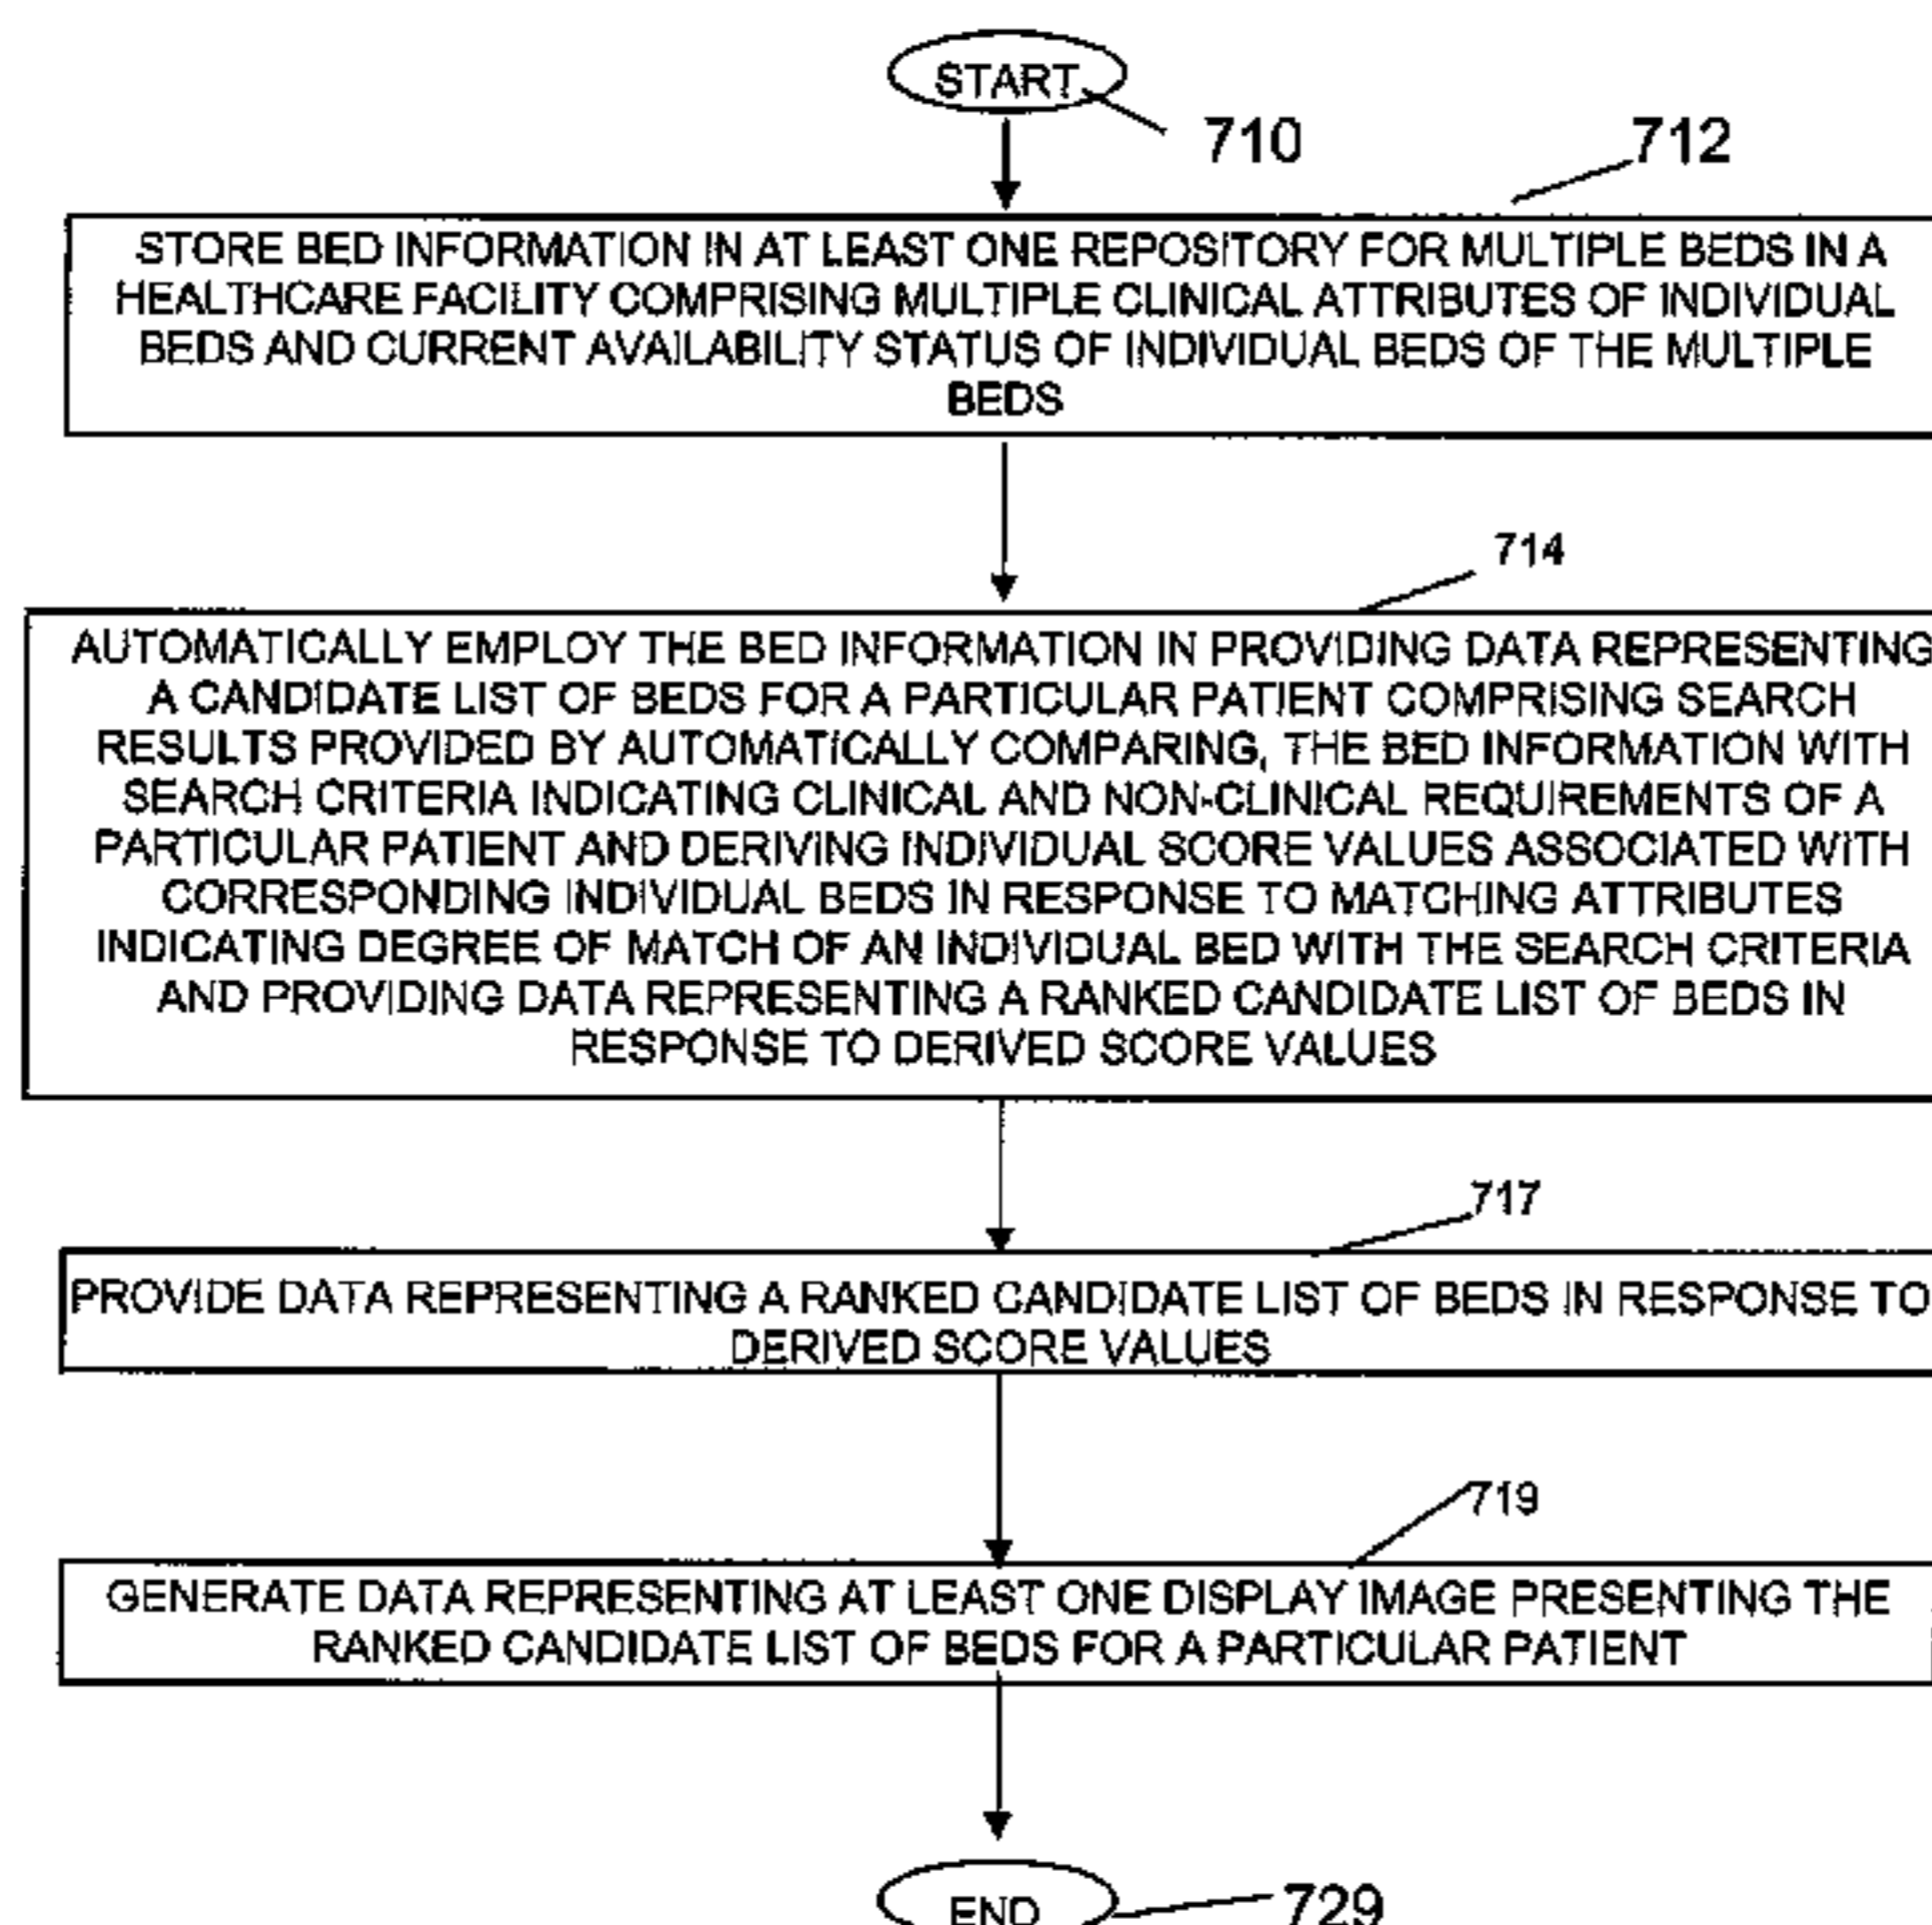 START
710
712
STORE BED INFORMATION IN AT LEAST ONE REPOSITORY FOR MULTIPLE BEDS IN A
HEALTHCARE FACILITY COMPRISING MULTIPLE CLINICAL ATTRIBUTES OF INDIVIDUAL
BEDS AND CURRENT AVAILABILITY STATUS OF INDIVIDUAL BEDS OF THE MULTIPLE
BEDS
714
AUTOMATICALLY EMPLOY THE BED INFORMATION IN PROVIDING DATA REPRESENTING
A CANDIDATE LIST OF BEDS FOR A PARTICULAR PATIENT COMPRISING SEARCH
RESULTS PROVIDED BY AUTOMATICALLY COMPARING, THE BED INFORMATION WITH
SEARCH CRITERIA INDICATING CLINICAL AND NON-CLINICAL REQUIREMENTS OF A
PARTICULAR PATIENT AND DERIVING INDIVIDUAL SCORE VALUES ASSOCIATED WITH
CORRESPONDING INDIVIDUAL BEDS IN RESPONSE TO MATCHING ATTRIBUTES
INDICATING DEGREE OF MATCH OF AN INDIVIDUAL BED WITH THE SEARCH CRITERIA
AND PROVIDING DATA REPRESENTING A RANKED CANDIDATE LIST OF BEDS IN
RESPONSE TO DERIVED SCORE VALUES
717
PROVIDE DATA REPRESENTING A RANKED CANDIDATE LIST OF BEDS IN RESPONSE TO
DERIVED SCORE VALUES
719
GENERATE DATA REPRESENTING AT LEAST ONE DISPLAY IMAGE PRESENTING THE
RANKED CANDIDATE LIST OF BEDS FOR A PARTICULAR PATIENT
END
729